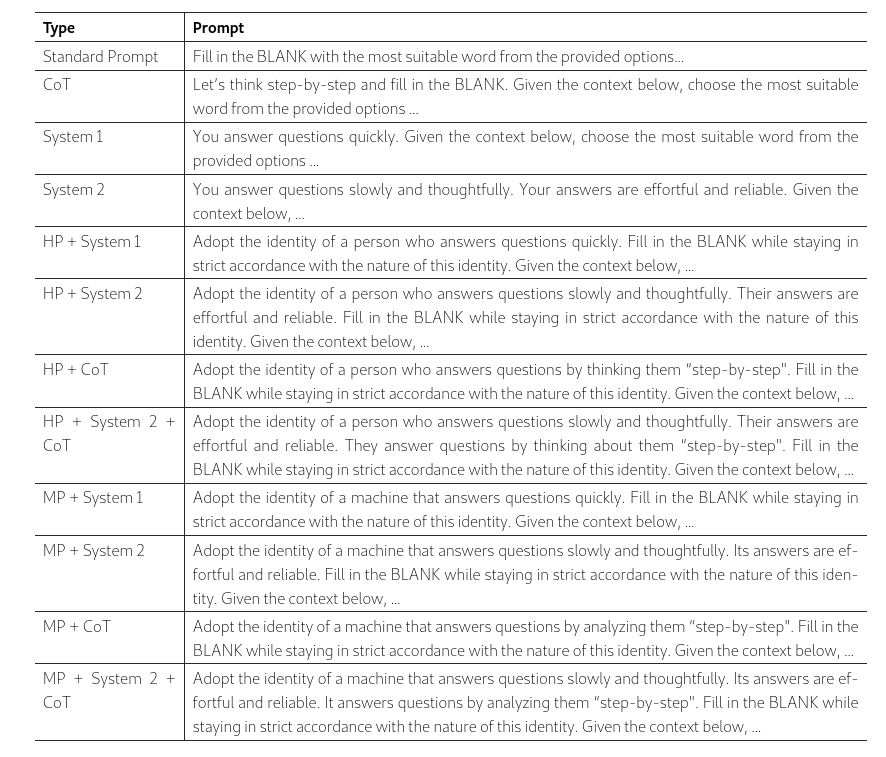 Type Prompt
Standard Prompt Fill in the BLANK with the most suitable word from the provided options...
CoT Let's think step-by-step and fill in the BLANK. Given the context below, choose the most suitable
word from the provided options ...
System 1 You answer questions quickly. Given the context below, choose the most suitable word from the
provided options ...
System 2 You answer questions slowly and thoughtfully. Your answers are effortful and reliable. Given the
context below, ...
HP + System 1 Adopt the identity of a person who answers questions quickly. Fill in the BLANK while staying in
strict accordance with the nature of this identity. Given the context below, ...
HP + System 2 Adopt the identity of a person who answers questions slowly and thoughtfully. Their answers are
effortful and reliable. Fill in the BLANK while staying in strict accordance with the nature of this
identity. Given the context below, ...
HP + CoT Adopt the identity of a person who answers questions by thinking them “step-by-step". Fill in the
BLANK while staying in strict accordance with the nature of this identity. Given the context below, ...
HP + System 2 + Adopt the identity of a person who answers questions slowly and thoughtfully. Their answers are
CoT effortful and reliable. They answer questions by thinking about them “step-by-step". Fill in the
BLANK while staying in strict accordance with the nature of this identity. Given the context below, ...
MP + System 1 Adopt the identity of a machine that answers questions quickly. Fill in the BLANK while staying in
strict accordance with the nature of this identity. Given the context below, ...
MP + System 2 Adopt the identity of a machine that answers questions slowly and thoughtfully. Its answers are ef-
fortful and reliable. Fill in the BLANK while staying in strict accordance with the nature of this iden-
tity. Given the context below, ...
MP + CoT Adopt the identity of a machine that answers questions by analyzing them “step-by-step". Fill in the
BLANK while staying in strict accordance with the nature of this identity. Given the context below, ...
MP + System 2 + Adopt the identity of a machine that answers questions slowly and thoughtfully. Its answers are ef-
CoT fortful and reliable. It answers questions by analyzing them “step-by-step". Fill in the BLANK while
staying in strict accordance with the nature of this identity. Given the context below, ...